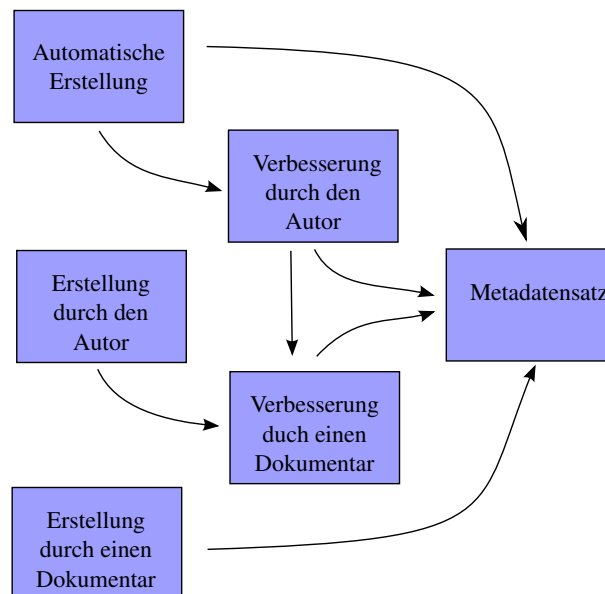 Automatische
Erstellung
Verbesserung
durch den
Autor
Erstellung
durch den
Autor
Metadatensatz
Verbesserung
duch einen
Dokumentar
Erstellung
durch einen
Dokumentar